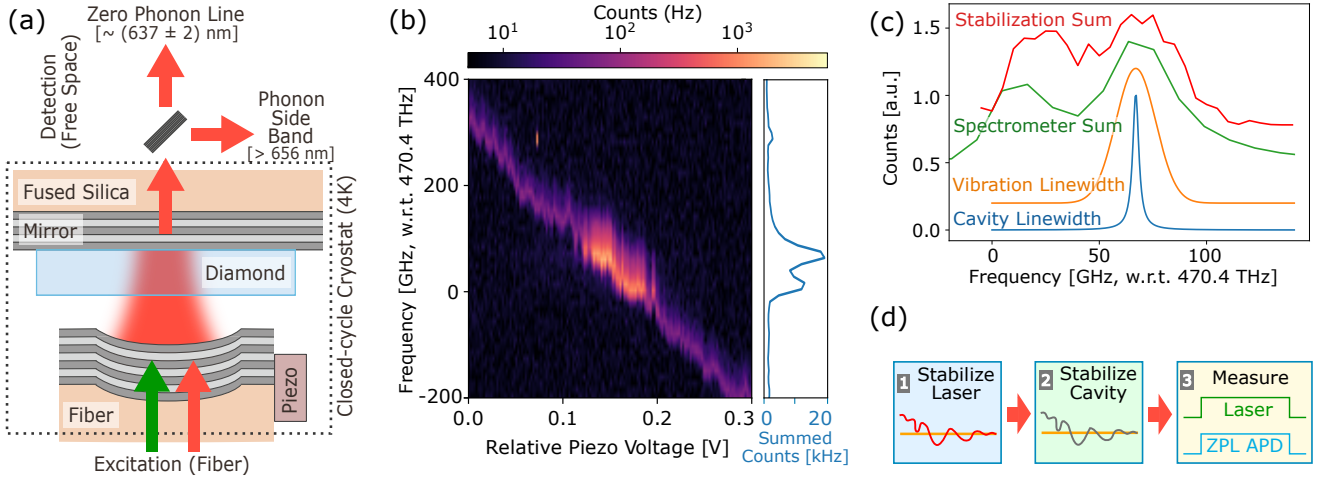 (a)
Zero Phonon Line
[~ (637 ± 2) nm]
Detection
(Free Space)
Phonon
Side
Band
[> 656 nm]
Closed-cycle Cryostat (4K)
Fused Silica
Mirror
Diamond
Piezo
Fiber
Excitation (Fiber)
(b)
Counts (Hz)
10¹ 10² 10³
Frequency [GHz, w.r.t. 470.4 THz]
400
200
0
-200
0.0 0.1 0.2 0.3
Relative Piezo Voltage [V]
0 20
Summed
Counts [kHz]
(c)
Counts [a.u.]
1.5
1.0
0.5
0.0
Stabilization Sum
Spectrometer Sum
Vibration Linewidth
Cavity Linewidth
0 50 100
Frequency [GHz, w.r.t. 470.4 THz]
(d)
1 Stabilize
Laser
2 Stabilize
Cavity
3 Measure
Laser
ZPL APD